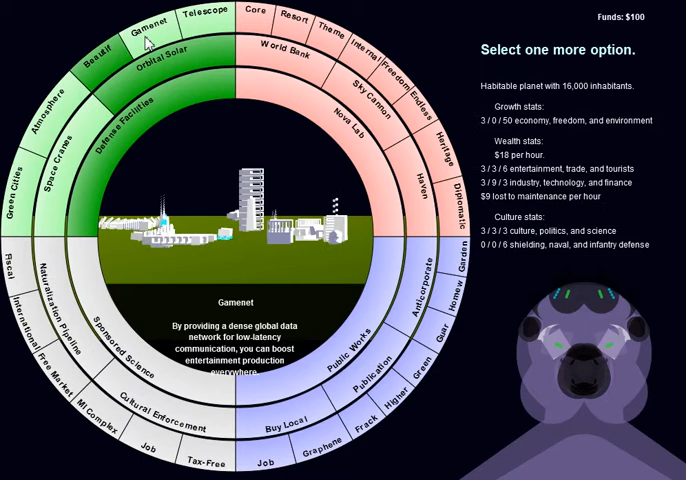 Funds: $100
Select one more option.
Habitable planet with 16,000 inhabitants.
Growth stats:
3 / 0 / 50 economy, freedom, and environment
Wealth stats:
$18 per hour.
3 / 3 / 6 entertainment, trade, and tourists
3 / 9 / 3 industry, technology, and finance
$9 lost to maintenance per hour
Culture stats:
3 / 3 / 3 culture, politics, and science
0 / 0 / 6 shielding, naval, and infantry defense
Green Cities
Atmosphere
Beautif
Gamenet
Telescope
Core
Resort
Theme
Internal
Freedom
Endless
Heritage
Diplomatic
Garden
Homew
Guar
Green
Higher
Frack
Graphene
Job
Tax-Free
Job
MI Complex
Free Market
International
Fiscal
Space Cranes
Orbital Solar
World Bank
Sky Cannon
Haven
Anticorporate
Publication
Buy Local
Cultural Enforcement
Naturalization Pipeline
Defense Facilities
Nova Lab
Public Works
Sponsored Science
Gamenet
By providing a dense global data
network for low-latency
communication, you can boost
entertainment production
everywhere.